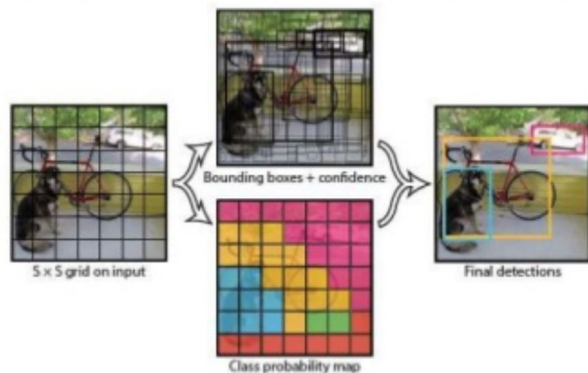 Bounding boxes + confidence
S × S grid on input
Final detections
Class probability map